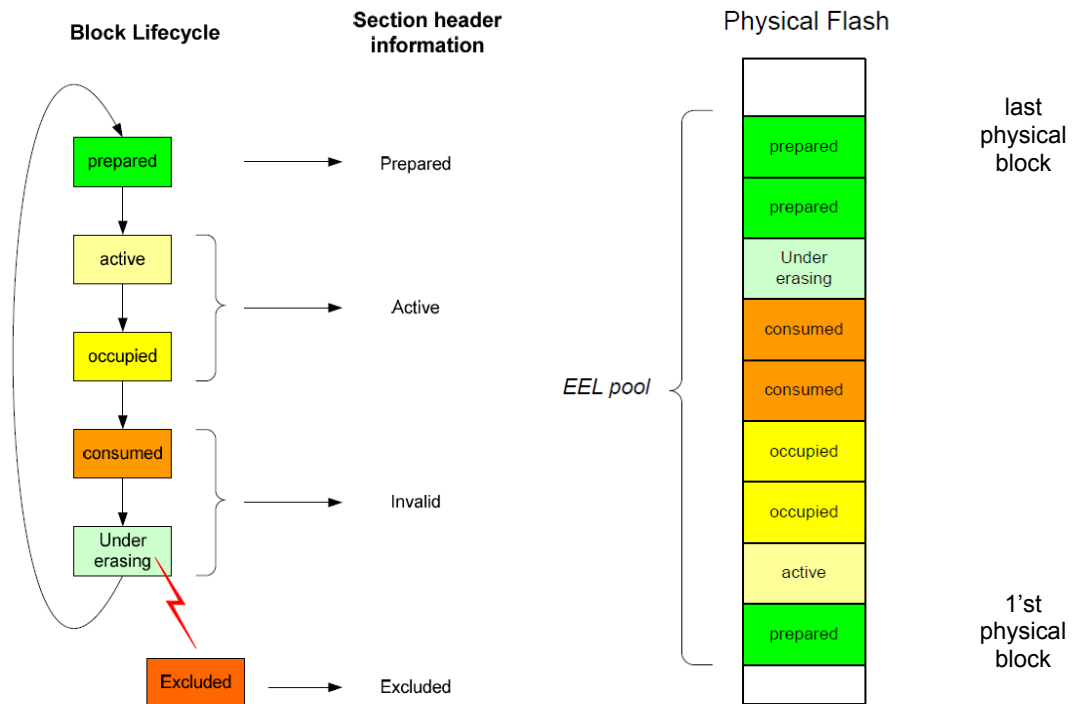 Block Lifecycle
Section header
information
prepared
Prepared
active
Active
occupied
consumed
Invalid
Under
erasing
Excluded
Excluded
Physical Flash
last
physical
block
prepared
prepared
Under
erasing
consumed
consumed
EEL pool
occupied
occupied
active
prepared
1'st
physical
block